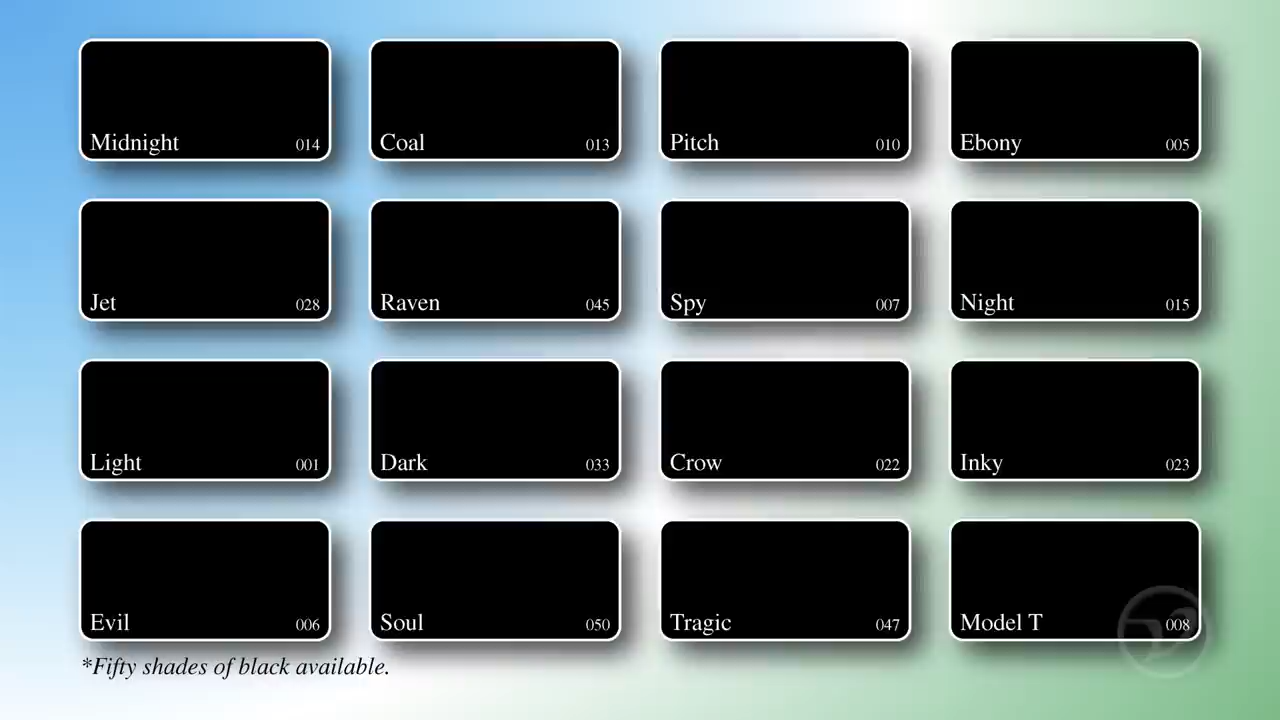 Midnight 014
Coal 013
Pitch 010
Ebony 005
Jet 028
Raven 045
Spy 007
Night 015
Light 001
Dark 033
Crow 022
Inky 023
Evil 006
Soul 050
Tragic 047
Model T 008
*Fifty shades of black available.